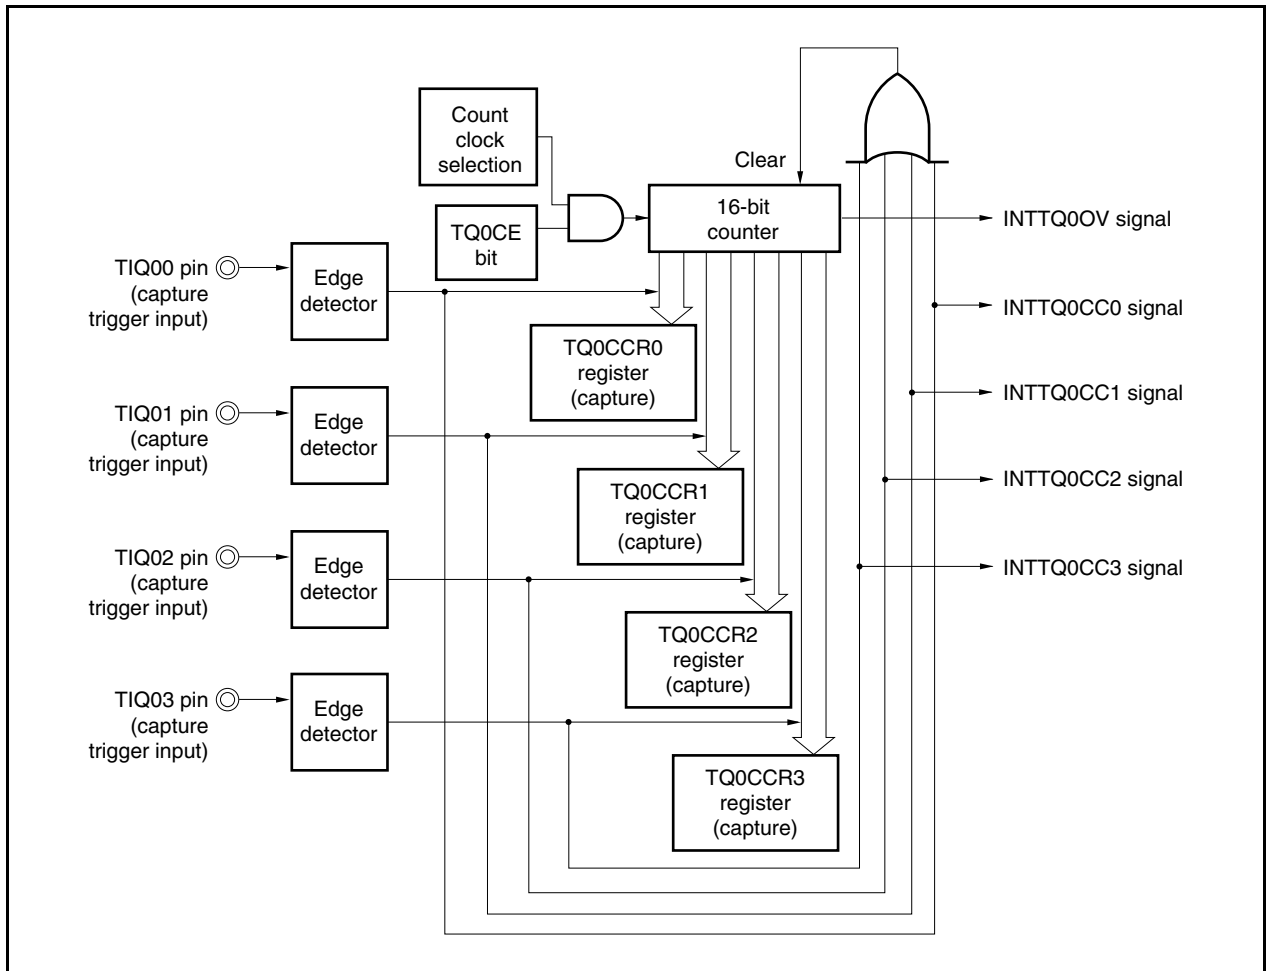 Count
clock
selection
Clear
16-bit
counter
TQ0CE
bit
INTTQ0OV signal
TIQ00 pin
(capture
trigger input)
Edge
detector
INTTQ0CC0 signal
TQ0CCR0
register
(capture)
TIQ01 pin
(capture
trigger input)
Edge
detector
INTTQ0CC1 signal
TQ0CCR1
register
(capture)
INTTQ0CC2 signal
TIQ02 pin
(capture
trigger input)
Edge
detector
INTTQ0CC3 signal
TQ0CCR2
register
(capture)
TIQ03 pin
(capture
trigger input)
Edge
detector
TQ0CCR3
register
(capture)